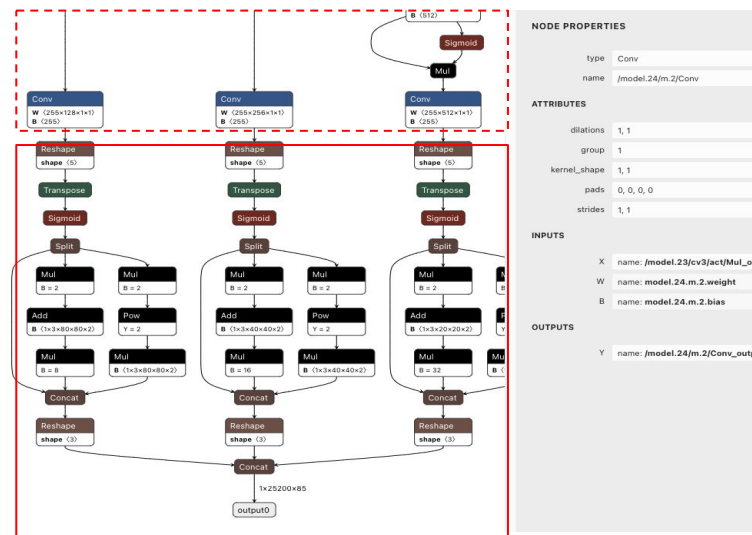 B ⟨512⟩
Sigmoid
Mul
Conv
W ⟨255×128×1×1⟩
B ⟨255⟩
Conv
W ⟨255×256×1×1⟩
B ⟨255⟩
Conv
W ⟨255×512×1×1⟩
B ⟨255⟩
Reshape
shape ⟨5⟩
Reshape
shape ⟨5⟩
Reshape
shape ⟨5⟩
Transpose
Transpose
Transpose
Sigmoid
Sigmoid
Sigmoid
Split
Split
Split
Mul
B = 2
Mul
B = 2
Mul
B = 2
Mul
B = 2
Mul
B = 2
Add
B ⟨1×3×80×80×2⟩
Pow
Y = 2
Add
B ⟨1×3×40×40×2⟩
Pow
Y = 2
Add
B ⟨1×3×20×20×2⟩
Mul
B = 8
Mul
B ⟨1×3×80×80×2⟩
Mul
B = 16
Mul
B ⟨1×3×40×40×2⟩
Mul
B = 32
Concat
Concat
Concat
Reshape
shape ⟨3⟩
Reshape
shape ⟨3⟩
Reshape
shape ⟨3⟩
Concat
1×25200×85
output0
NODE PROPERTIES
type Conv
name /model.24/m.2/Conv
ATTRIBUTES
dilations 1, 1
group 1
kernel_shape 1, 1
pads 0, 0, 0, 0
strides 1, 1
INPUTS
X name: /model.23/cv3/act/Mul_o
W name: model.24.m.2.weight
B name: model.24.m.2.bias
OUTPUTS
Y name: /model.24/m.2/Conv_outp